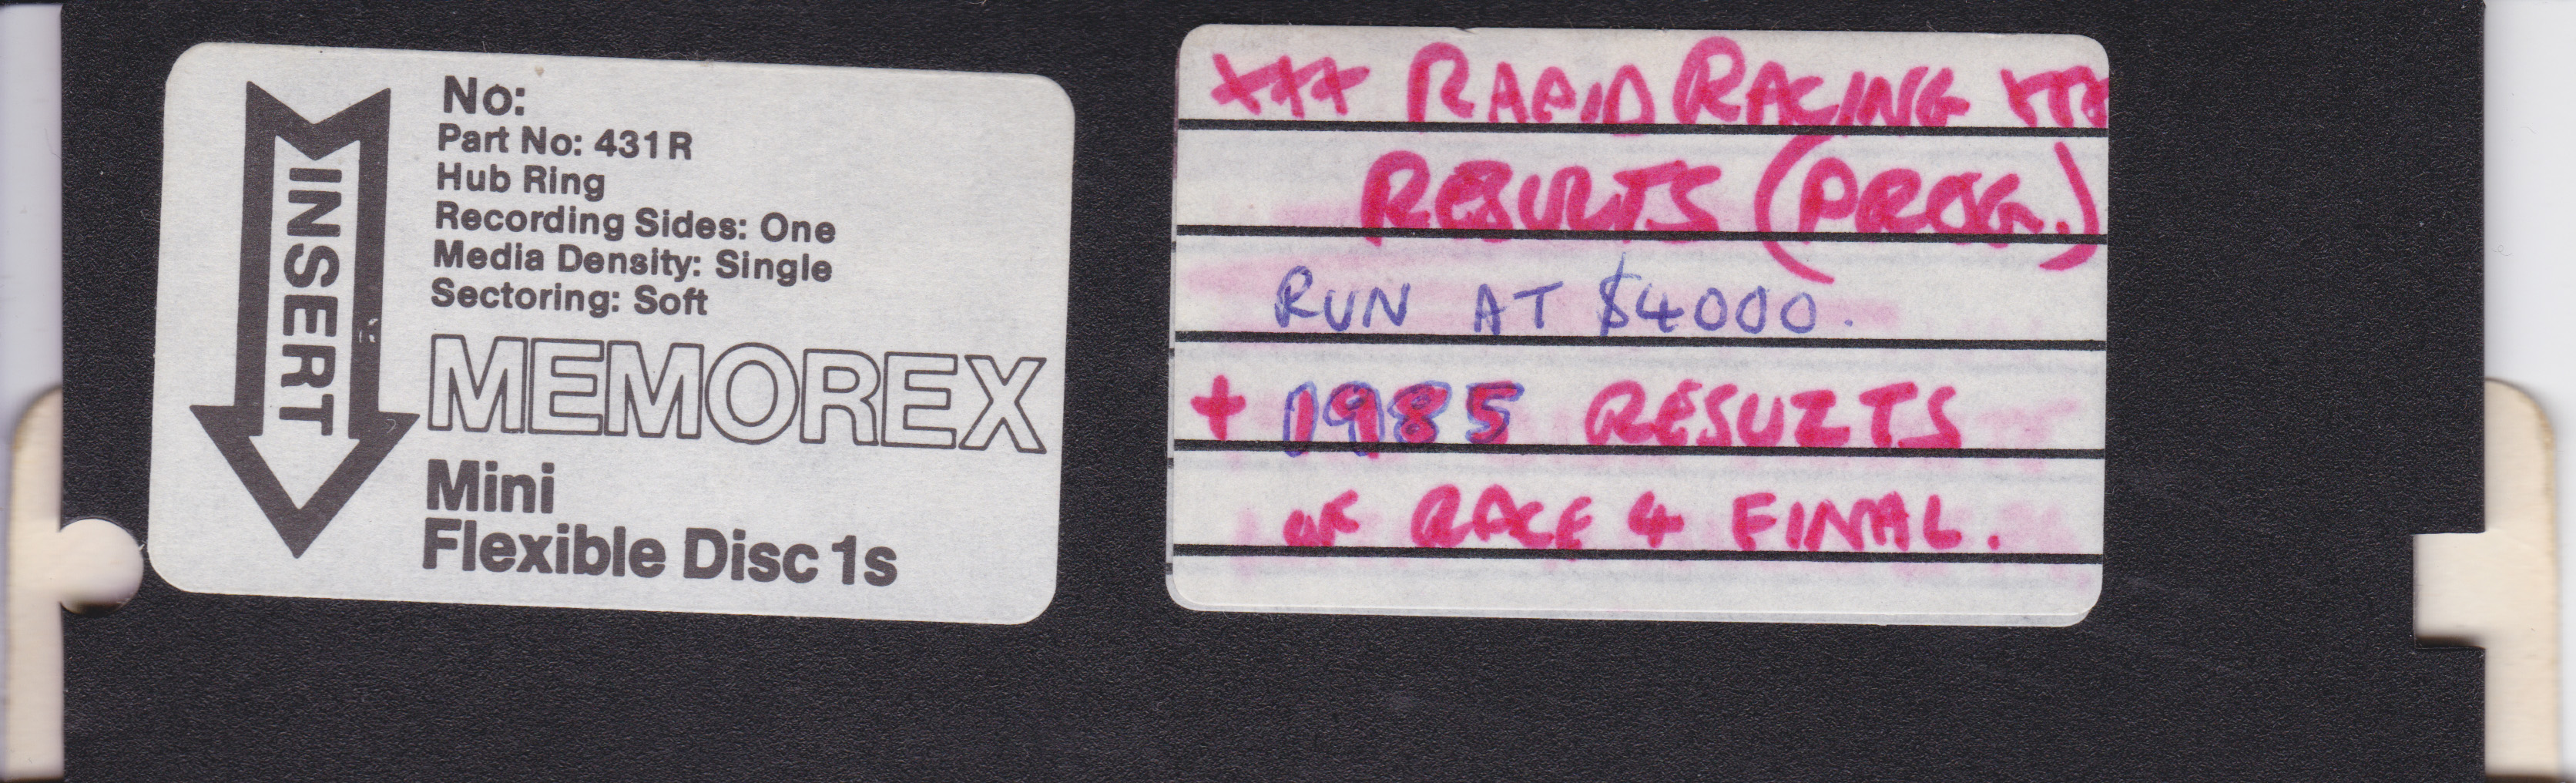 INSERT
No:
Part No: 431R
Hub Ring
Recording Sides: One
Media Density: Single
Sectoring: Soft
MEMOREX
Mini
Flexible Disc 1s
+++ RAPID RACING +++
RESULTS (PROG.)
RUN AT $4000.
+ 1985 RESULTS
OF RACE 4 FINAL.